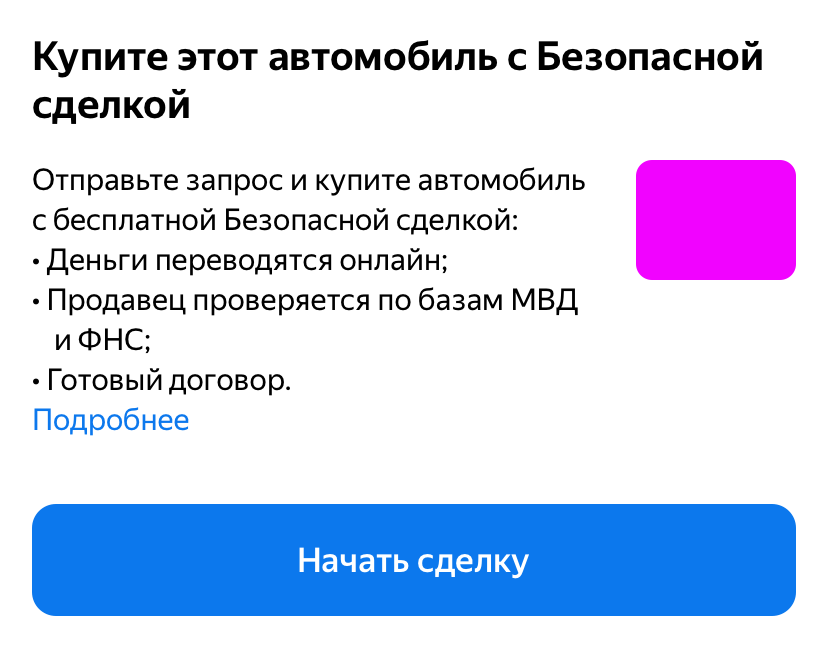 Купите этот автомобиль с Безопасной
сделкой
Отправьте запрос и купите автомобиль
с бесплатной Безопасной сделкой:
• Деньги переводятся онлайн;
• Продавец проверяется по базам МВД
и ФНС;
• Готовый договор.
Подробнее
Начать сделку